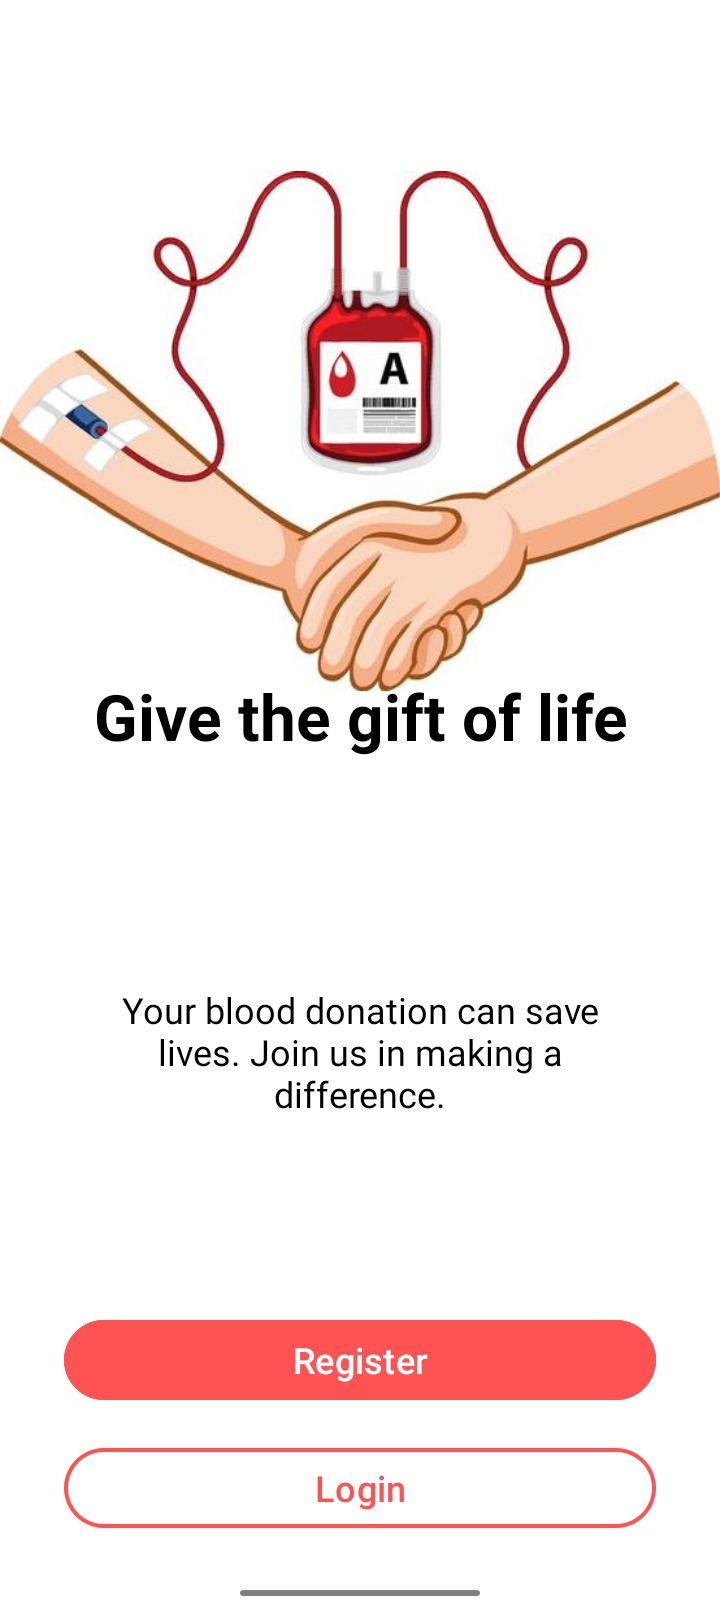 A
Give the gift of life
Your blood donation can save
lives. Join us in making a
difference.
Register
Login